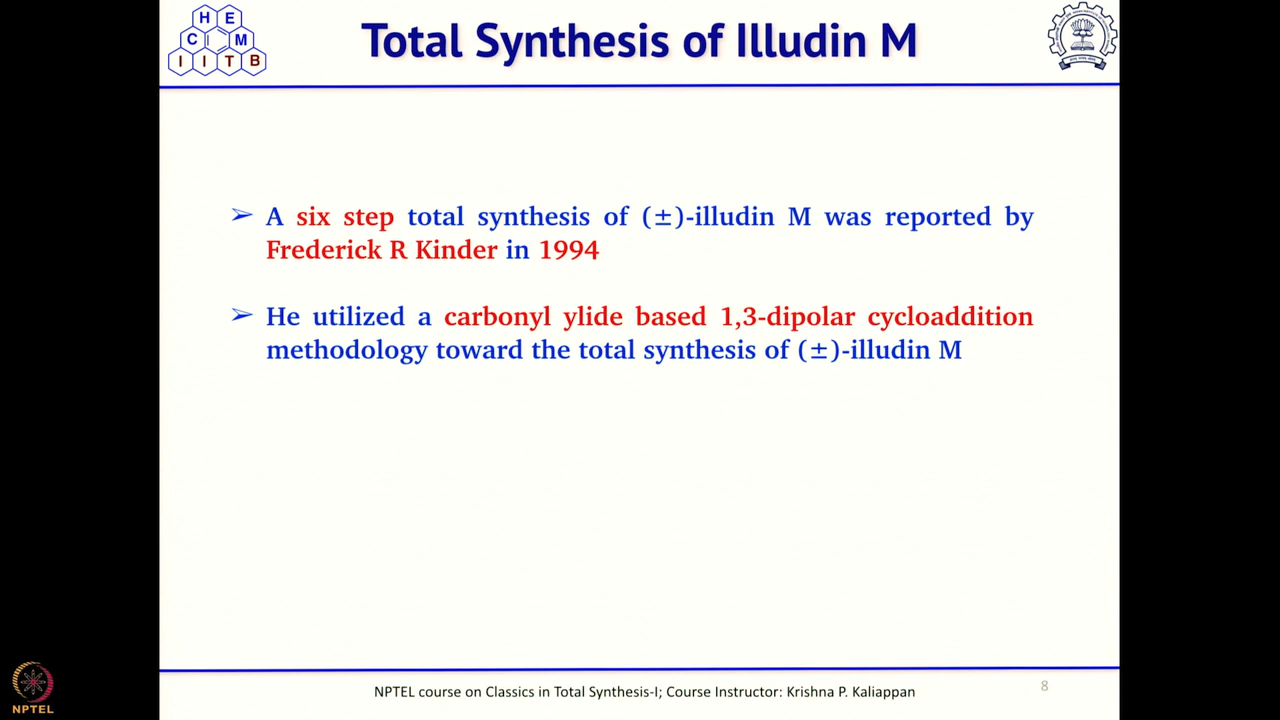 H E
C M
I I T B
Total Synthesis of Illudin M
➢ A six step total synthesis of (±)-illudin M was reported by
Frederick R Kinder in 1994
➢ He utilized a carbonyl ylide based 1,3-dipolar cycloaddition
methodology toward the total synthesis of (±)-illudin M
NPTEL course on Classics in Total Synthesis-I; Course Instructor: Krishna P. Kaliappan
8
NPTEL